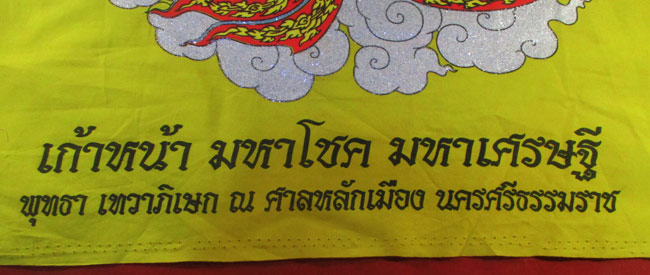 เก้าหน้า มหาโชค มหาเศรษฐี
พุทธา เทวาภิเษก ณ ศาลหลักเมือง นครศรีธรรมราช